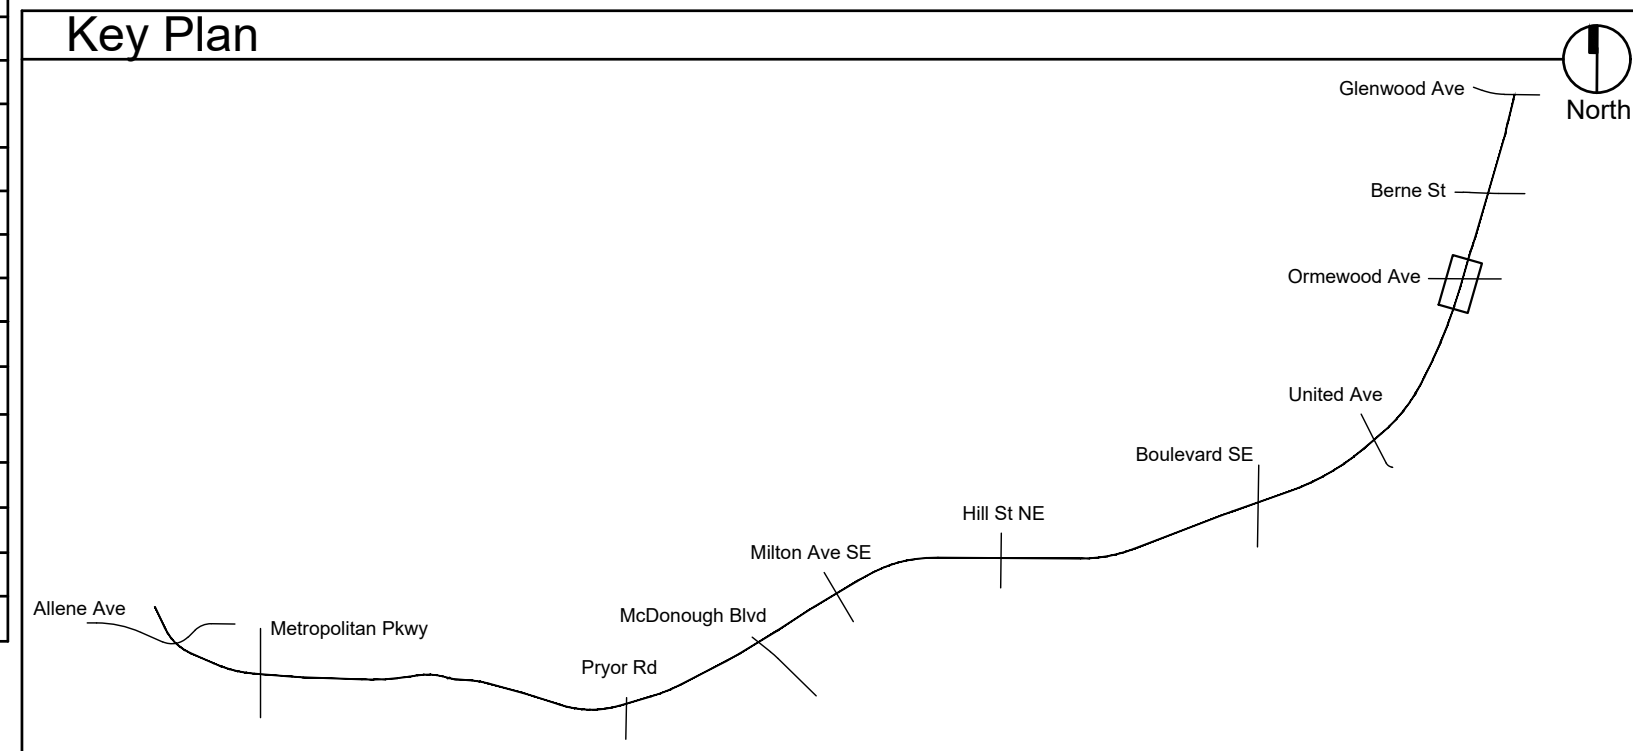 Key Plan
North
Glenwood Ave
Berne St
Ormewood Ave
United Ave
Boulevard SE
Hill St NE
Milton Ave SE
McDonough Blvd
Pryor Rd
Metropolitan Pkwy
Allene Ave